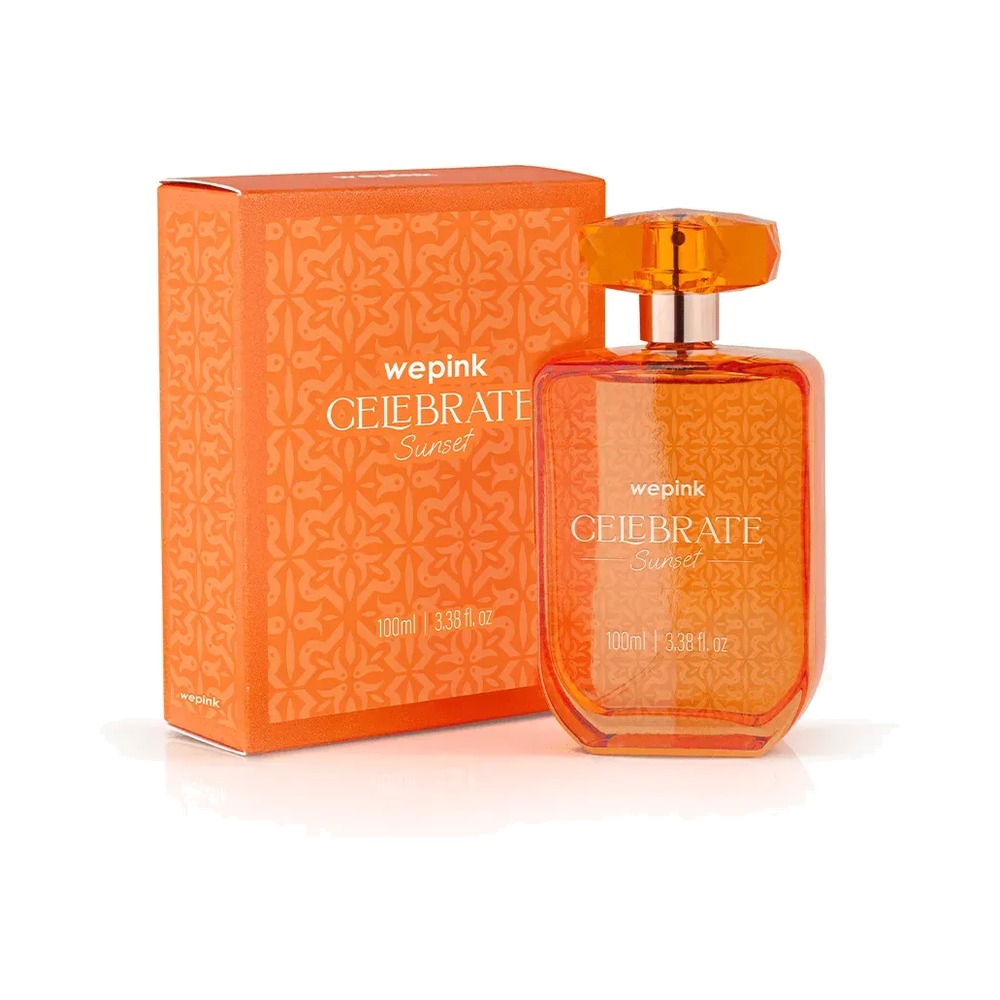 wepink
wepink
CELEBRATE
Sunset
100ml | 3.38 fl. oz
wepink
wepink
CELEBRATE
Sunset
100ml | 3.38 fl. oz